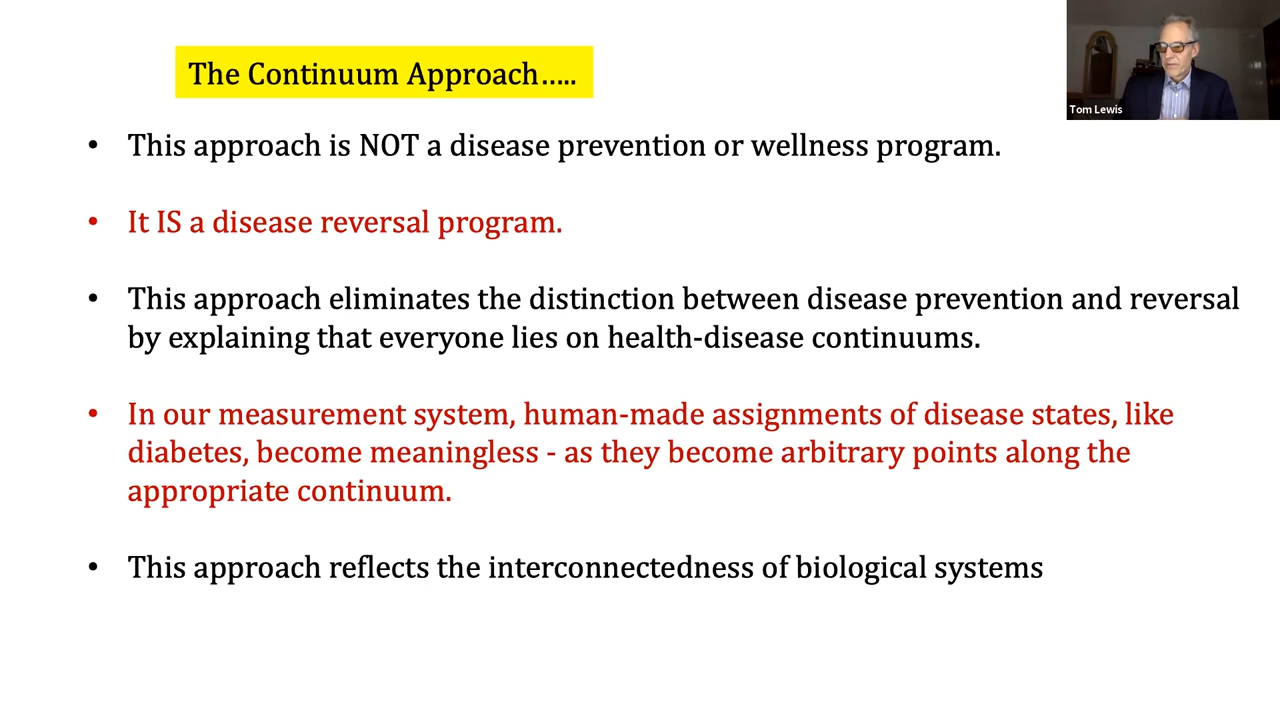 The Continuum Approach…..
Tom Lewis
• This approach is NOT a disease prevention or wellness program.
• It IS a disease reversal program.
• This approach eliminates the distinction between disease prevention and reversal
by explaining that everyone lies on health-disease continuums.
• In our measurement system, human-made assignments of disease states, like
diabetes, become meaningless - as they become arbitrary points along the
appropriate continuum.
• This approach reflects the interconnectedness of biological systems